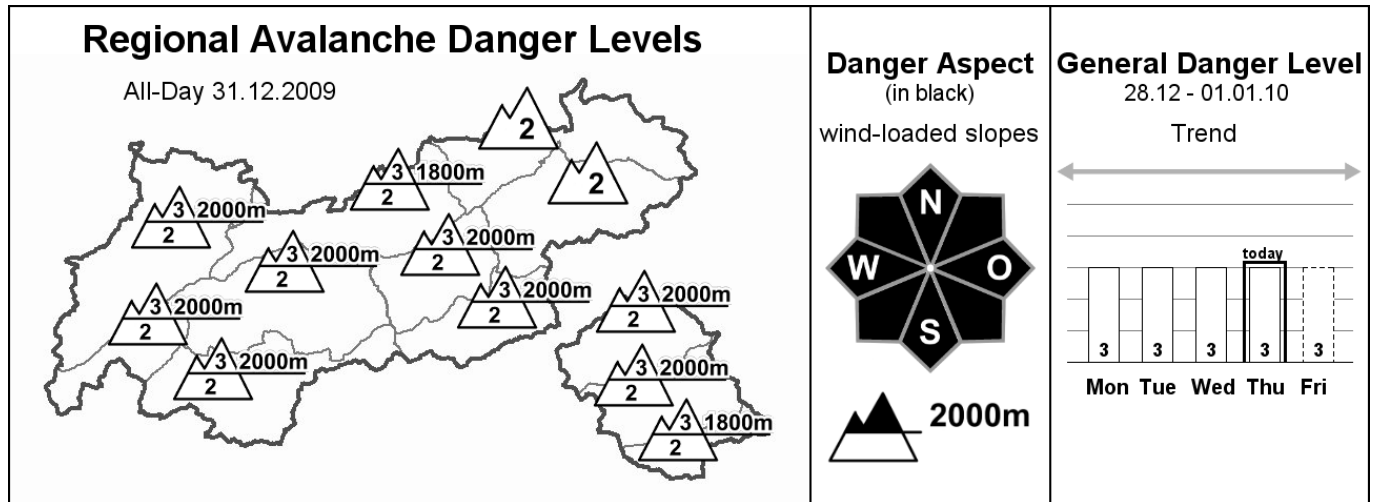 Regional Avalanche Danger Levels
All-Day 31.12.2009
2
2
3 1800m
2
3 2000m
2
3 2000m
2
3 2000m
2
3 2000m
2
3 2000m
2
3 2000m
2
3 2000m
2
3 2000m
2
3 1800m
2
Danger Aspect
(in black)
wind-loaded slopes
N
W O
S
2000m
General Danger Level
28.12 - 01.01.10
Trend
today
3 3 3 3 3
Mon Tue Wed Thu Fri